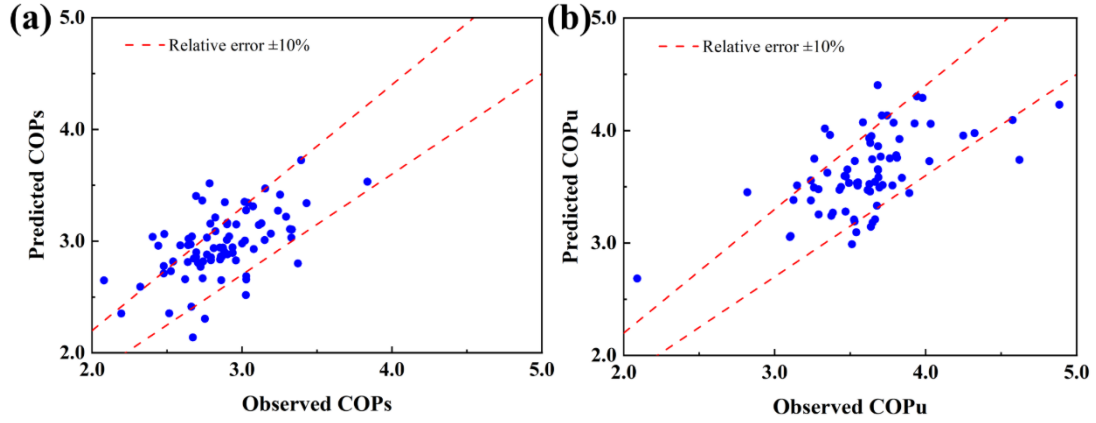 (a)
5.0
4.0
3.0
2.0
Predicted COPs
Relative error ±10%
2.0 3.0 4.0 5.0
Observed COPs
(b)
5.0
4.0
3.0
2.0
Predicted COPu
Relative error ±10%
2.0 3.0 4.0 5.0
Observed COPu